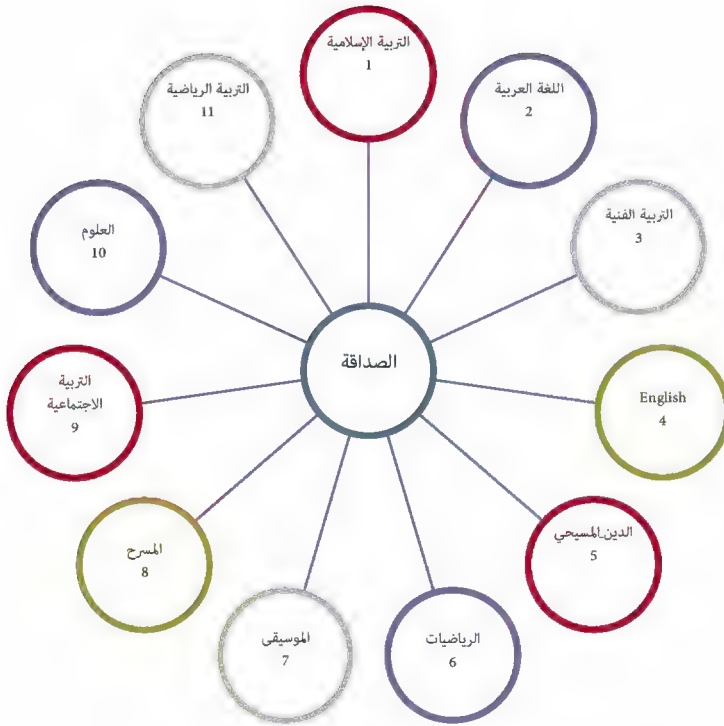 الصداقة
التربية الإسلامية
1
اللغة العربية
2
التربية الفنية
3
English
4
الدين المسيحي
5
الرياضيات
6
الموسيقى
7
المسرح
8
التربية
الاجتماعية
9
العلوم
10
التربية الرياضية
11